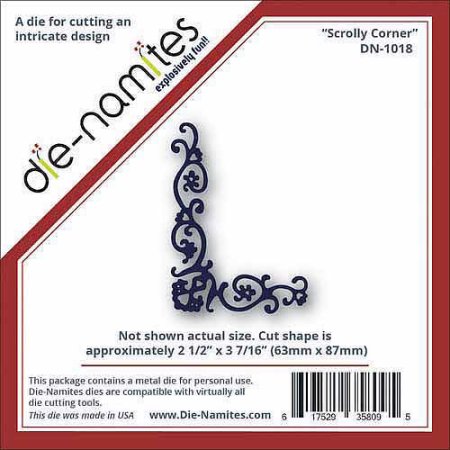 A die for cutting an
intricate design
die-namites
explosively fun!!
"Scrolly Corner"
DN-1018
Not shown actual size. Cut shape is
approximately 2 1/2" x 3 7/16" (63mm x 87mm)
This package contains a metal die for personal use.
Die-Namites dies are compatible with virtually all
die cutting tools.
This die was made in USA
www.Die-Namites.com
6 17529 35809 5